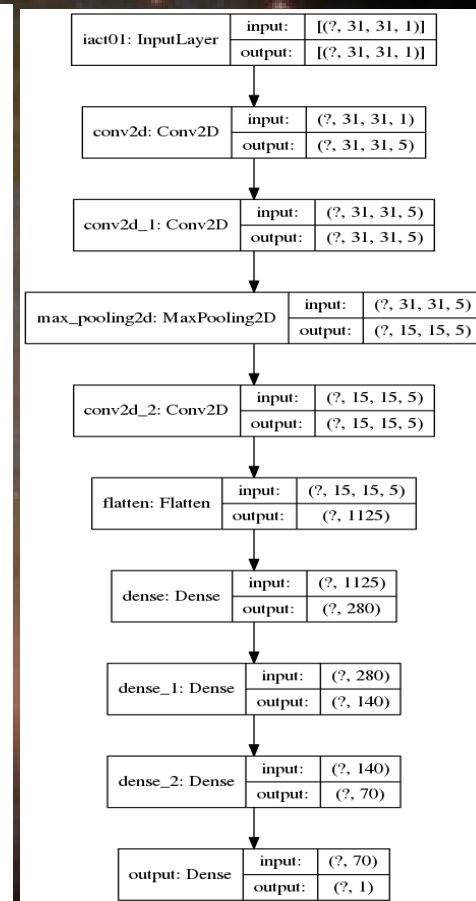 iact01: InputLayer
input: [(?, 31, 31, 1)]
output: [(?, 31, 31, 1)]
conv2d: Conv2D
input: (?, 31, 31, 1)
output: (?, 31, 31, 5)
conv2d_1: Conv2D
input: (?, 31, 31, 5)
output: (?, 31, 31, 5)
max_pooling2d: MaxPooling2D
input: (?, 31, 31, 5)
output: (?, 15, 15, 5)
conv2d_2: Conv2D
input: (?, 15, 15, 5)
output: (?, 15, 15, 5)
flatten: Flatten
input: (?, 15, 15, 5)
output: (?, 1125)
dense: Dense
input: (?, 1125)
output: (?, 280)
dense_1: Dense
input: (?, 280)
output: (?, 140)
dense_2: Dense
input: (?, 140)
output: (?, 70)
output: Dense
input: (?, 70)
output: (?, 1)